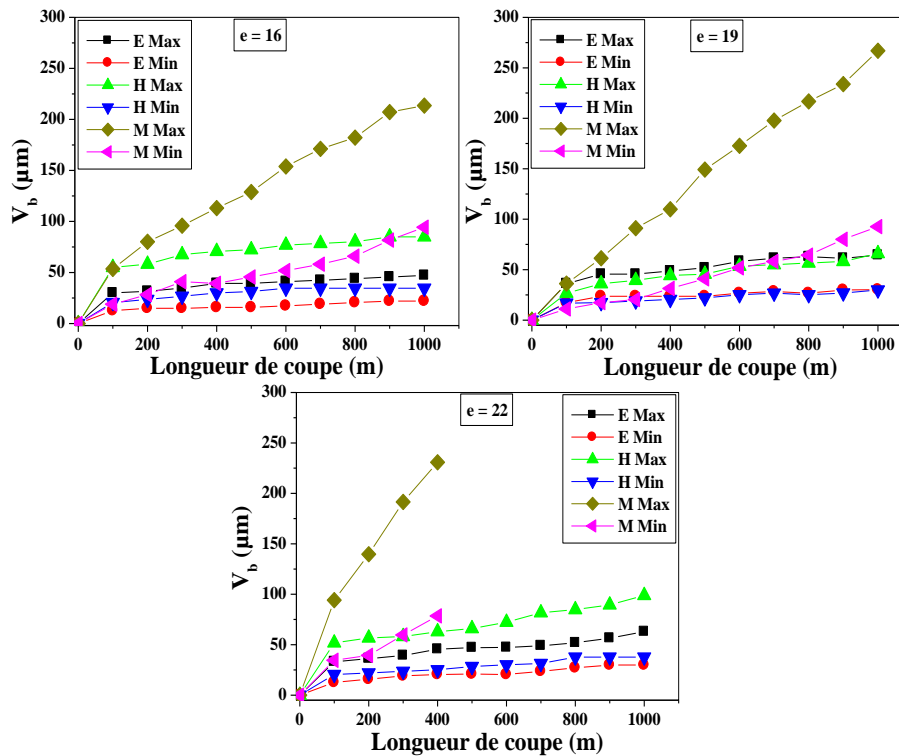 e = 16
E Max
E Min
H Max
H Min
M Max
M Min
300
250
200
150
100
50
0
V_b (µm)
0 200 400 600 800 1000
Longueur de coupe (m)
e = 19
E Max
E Min
H Max
H Min
M Max
M Min
300
250
200
150
100
50
0
V_b (µm)
0 200 400 600 800 1000
Longueur de coupe (m)
e = 22
E Max
E Min
H Max
H Min
M Max
M Min
300
250
200
150
100
50
0
V_b (µm)
0 200 400 600 800 1000
Longueur de coupe (m)